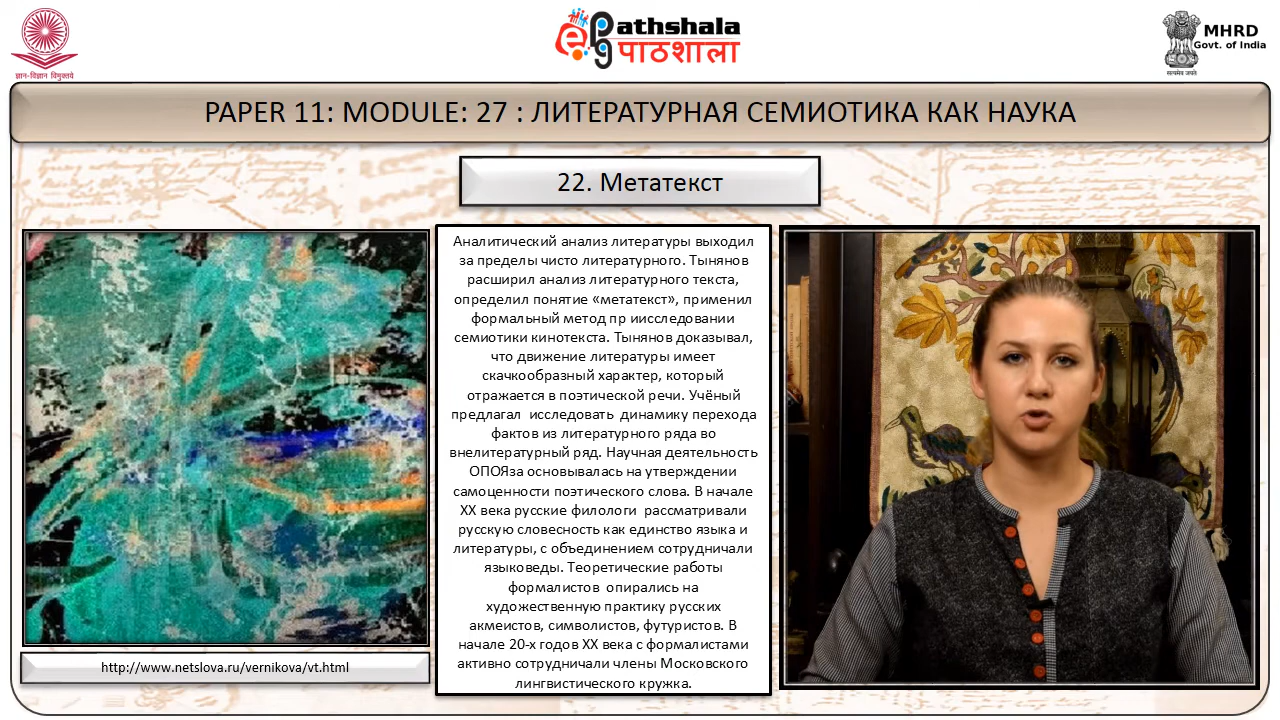 ज्ञान-विज्ञान विमुक्तये
ePg Pathshala
पाठशाला
MHRD
Govt. of India
सत्यमेव जयते
PAPER 11: MODULE: 27 : ЛИТЕРАТУРНАЯ СЕМИОТИКА КАК НАУКА
22. Метатекст
Аналитический анализ литературы выходил
за пределы чисто литературного. Тынянов
расширил анализ литературного текста,
определил понятие «метатекст», применил
формальный метод пр иисследовании
семиотики кинотекста. Тынянов доказывал,
что движение литературы имеет
скачкообразный характер, который
отражается в поэтической речи. Учёный
предлагал исследовать динамику перехода
фактов из литературного ряда во
внелитературный ряд. Научная деятельность
ОПОЯза основывалась на утверждении
самоценности поэтического слова. В начале
XX века русские филологи рассматривали
русскую словесность как единство языка и
литературы, с объединением сотрудничали
языковеды. Теоретические работы
формалистов опирались на
художественную практику русских
акмеистов, символистов, футуристов. В
начале 20-х годов XX века с формалистами
активно сотрудничали члены Московского
лингвистического кружка.
http://www.netslova.ru/vernikova/vt.html